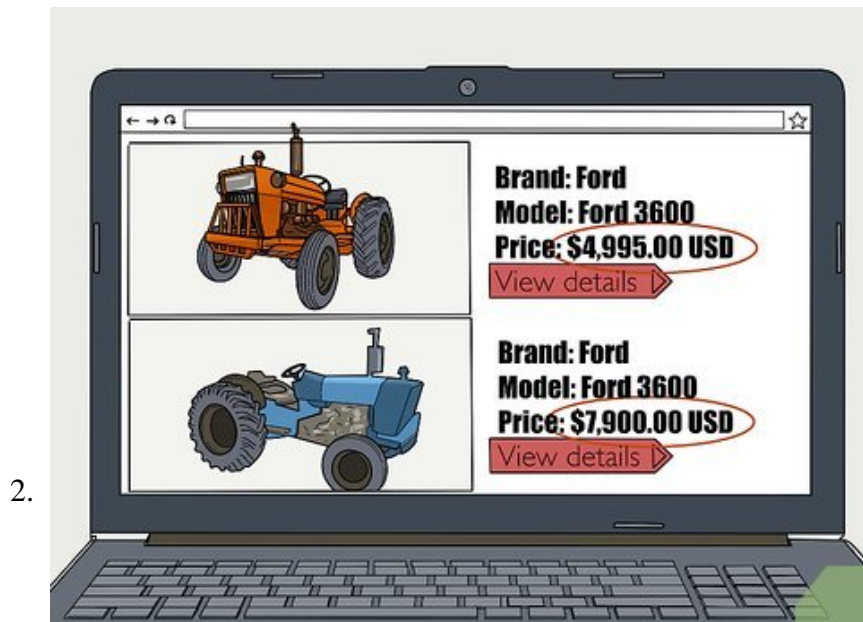 Brand: Ford
Model: Ford 3600
Price: $4,995.00 USD
View details
Brand: Ford
Model: Ford 3600
Price: $7,900.00 USD
View details
2.